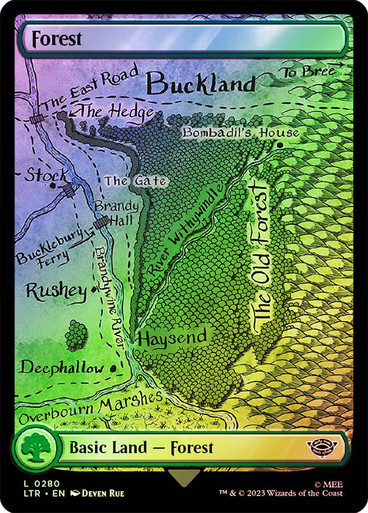 Forest
The East Road
Buckland
To Bree
The Hedge
Bombadil's House
Stock
The Gate
Brandy
Hall
River Withywindle
Bucklebury
Ferry
The Old Forest
Rushey
Brandywine River
Haysend
Deephallow
Overbourn Marshes
Basic Land — Forest
L 0280
LTR • EN Deven Rue
© MEE
™ & © 2023 Wizards of the Coast